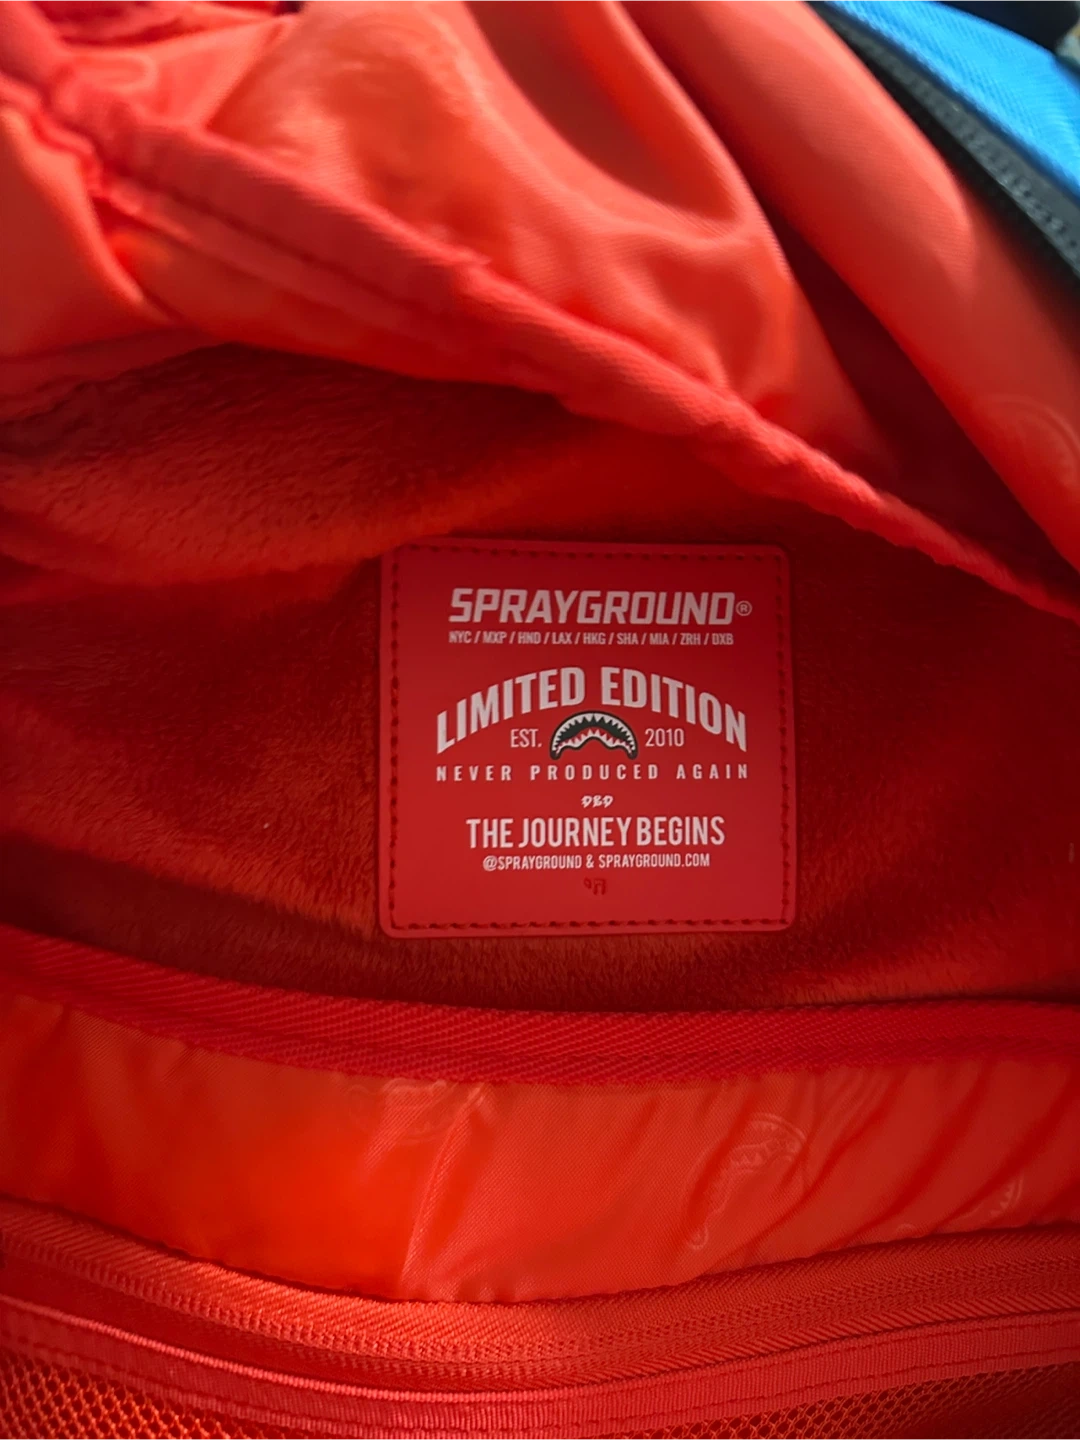 SPRAYGROUND®
NYC / MXP / HND / LAX / HKG / SHA / MIA / ZRH / DXB
LIMITED EDITION
EST. 2010
NEVER PRODUCED AGAIN
DBD
THE JOURNEY BEGINS
@SPRAYGROUND & SPRAYGROUND.COM